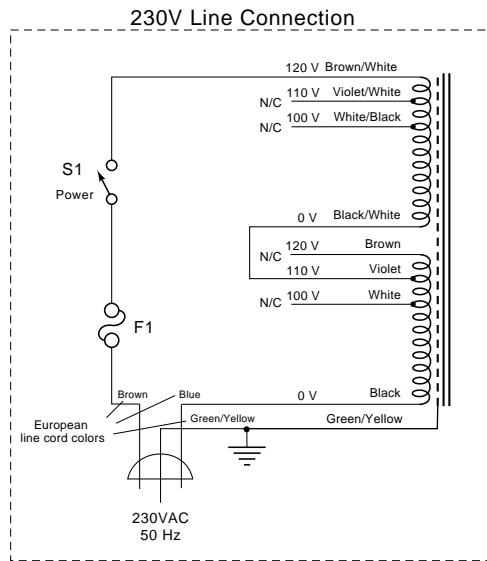 230V Line Connection
120 V Brown/White
N/C 110 V Violet/White
N/C 100 V White/Black
S1
Power
0 V Black/White
N/C 120 V Brown
110 V Violet
N/C 100 V White
F1
Brown
Blue
0 V Black
European
line cord colors
Green/Yellow
Green/Yellow
230VAC
50 Hz